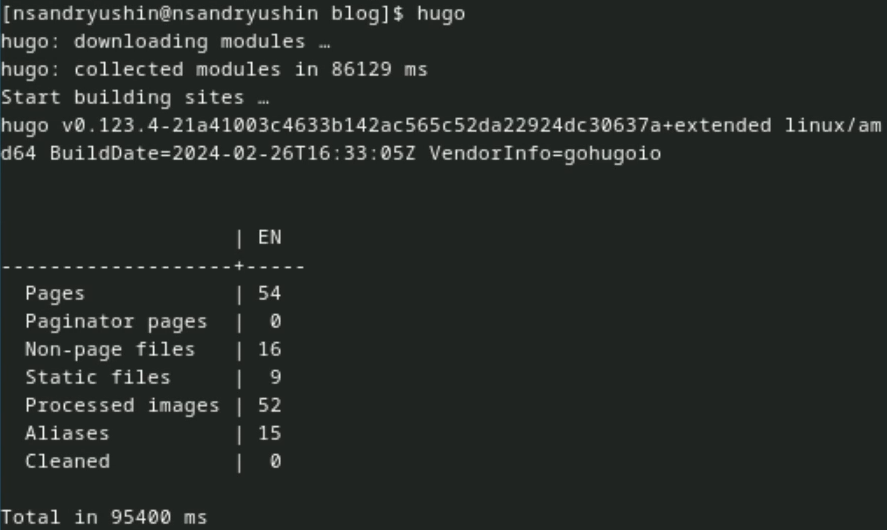 [nsandryushin@nsandryushin blog]$ hugo
hugo: downloading modules …
hugo: collected modules in 86129 ms
Start building sites …
hugo v0.123.4-21a41003c4633b142ac565c52da22924dc30637a+extended linux/am
d64 BuildDate=2024-02-26T16:33:05Z VendorInfo=gohugoio
                   | EN
-------------------+-----
  Pages            | 54
  Paginator pages  |  0
  Non-page files   | 16
  Static files     |  9
  Processed images | 52
  Aliases          | 15
  Cleaned          |  0
Total in 95400 ms